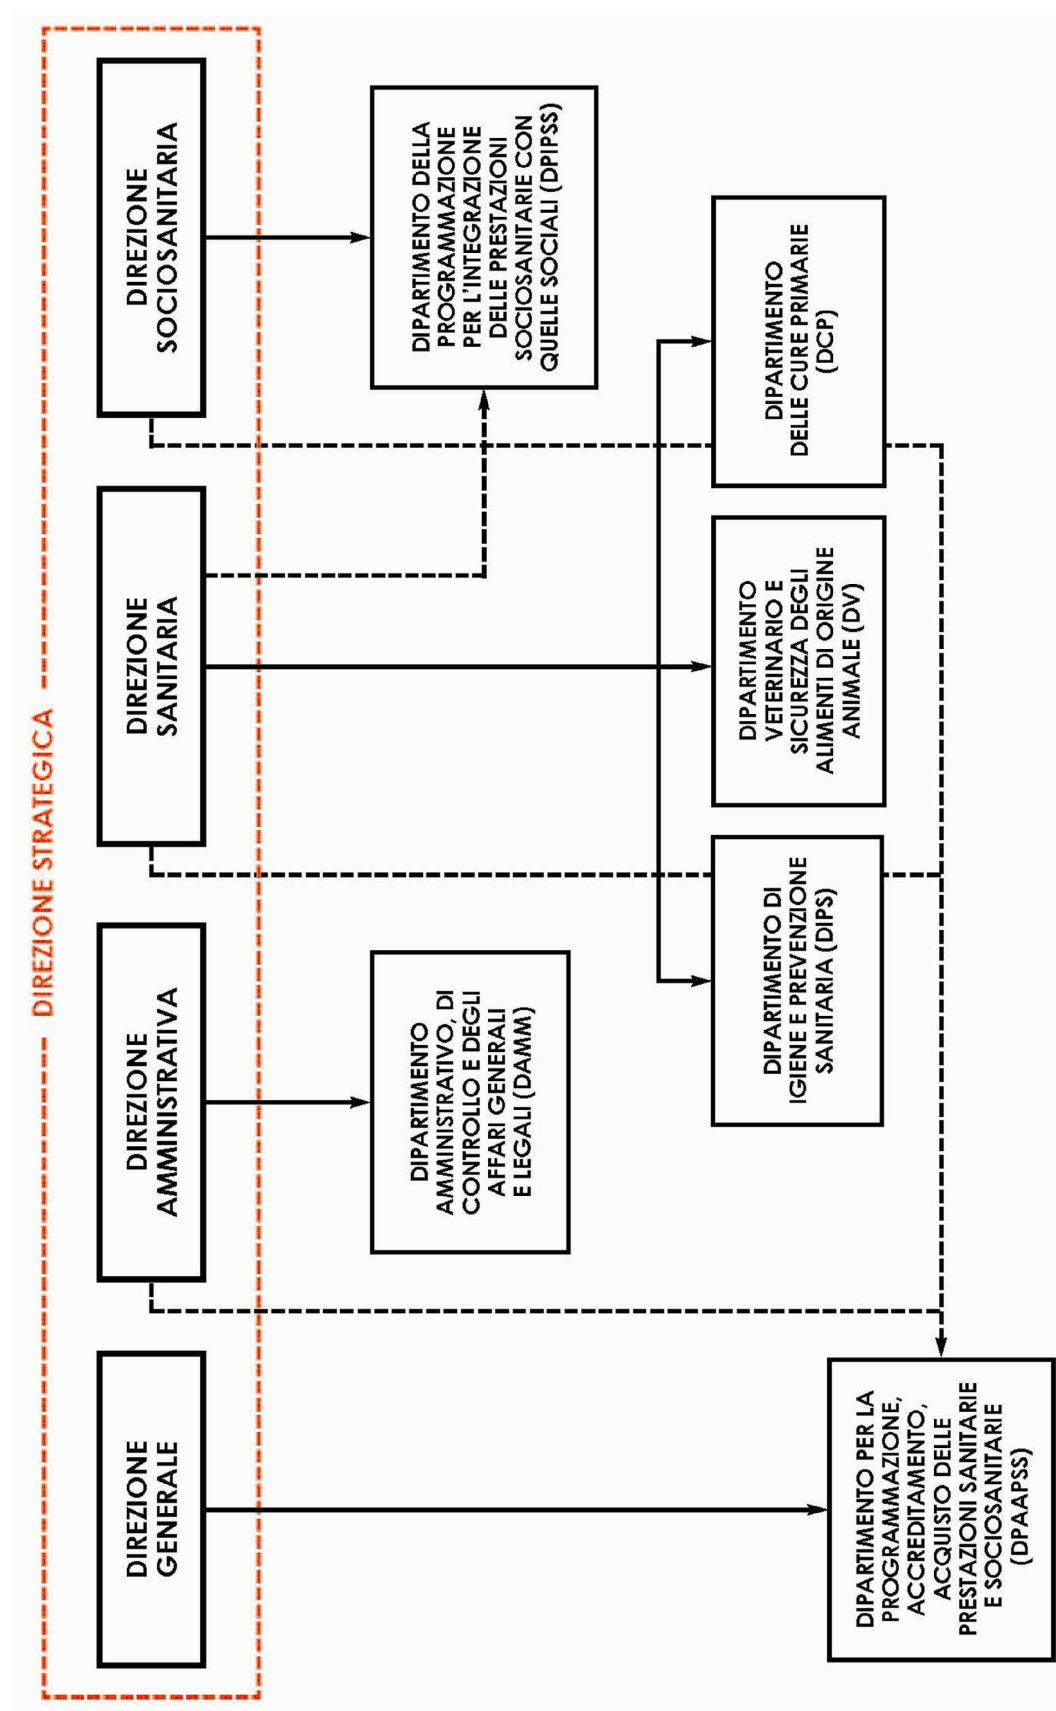 DIREZIONE STRATEGICA
DIREZIONE
GENERALE
DIREZIONE
AMMINISTRATIVA
DIREZIONE
SANITARIA
DIREZIONE
SOCIOSANITARIA
DIPARTIMENTO
AMMINISTRATIVO, DI
CONTROLLO E DEGLI
AFFARI GENERALI
E LEGALI (DAMM)
DIPARTIMENTO DELLA
PROGRAMMAZIONE
PER L'INTEGRAZIONE
DELLE PRESTAZIONI
SOCIOSANITARIE CON
QUELLE SOCIALI (DPIPSS)
DIPARTIMENTO DI
IGIENE E PREVENZIONE
SANITARIA (DIPS)
DIPARTIMENTO
VETERINARIO E
SICUREZZA DEGLI
ALIMENTI DI ORIGINE
ANIMALE (DV)
DIPARTIMENTO
DELLE CURE PRIMARIE
(DCP)
DIPARTIMENTO PER LA
PROGRAMMAZIONE,
ACCREDITAMENTO,
ACQUISTO DELLE
PRESTAZIONI SANITARIE
E SOCIOSANITARIE
(DPAAPSS)